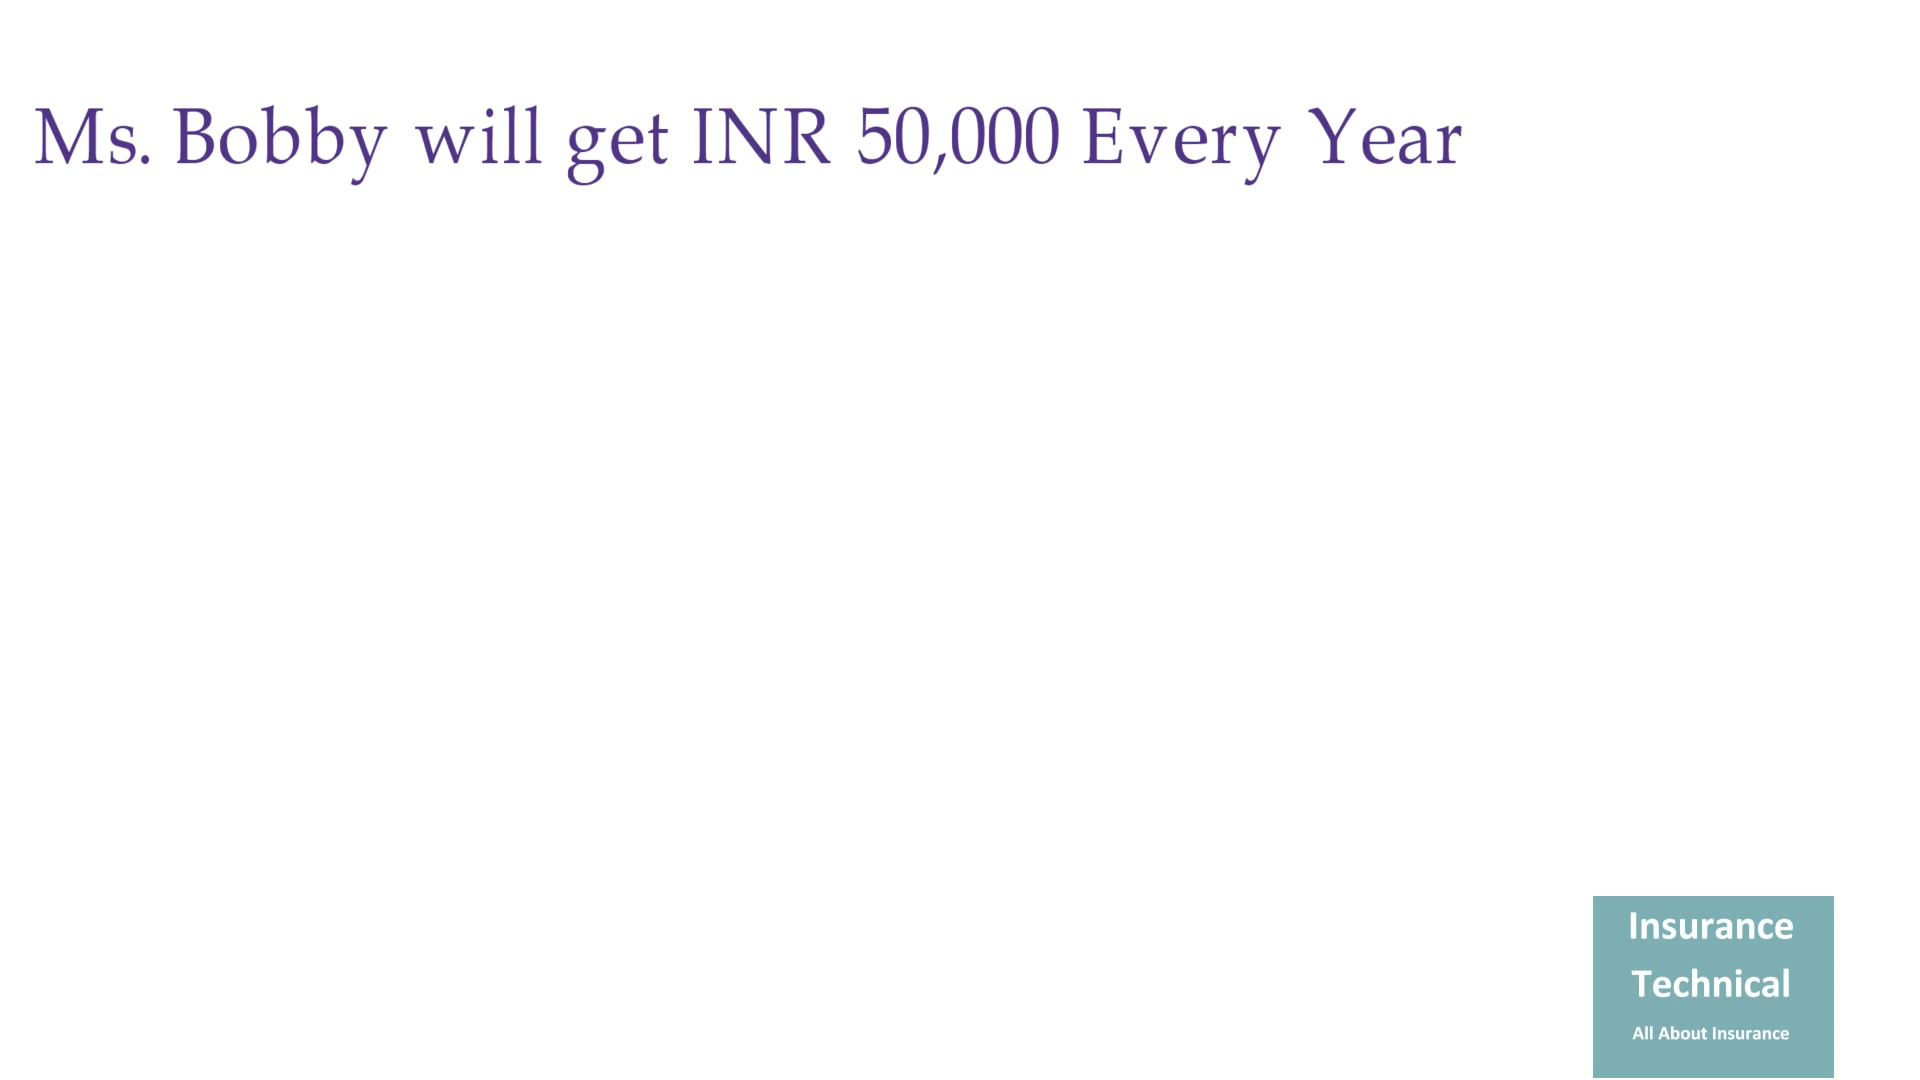 Ms. Bobby will get INR 50,000 Every Year
Insurance
Technical
All About Insurance